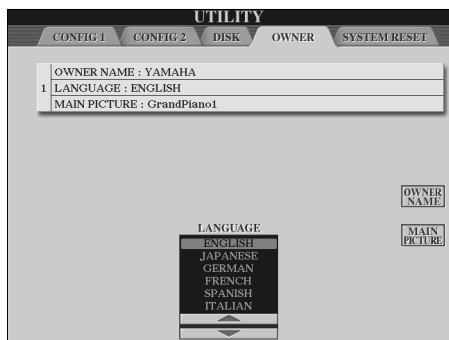 UTILITY
CONFIG 1 CONFIG 2 DISK OWNER SYSTEM RESET
OWNER NAME : YAMAHA
1 LANGUAGE : ENGLISH
MAIN PICTURE : GrandPiano1
OWNER
NAME
MAIN
PICTURE
LANGUAGE
ENGLISH
JAPANESE
GERMAN
FRENCH
SPANISH
ITALIAN